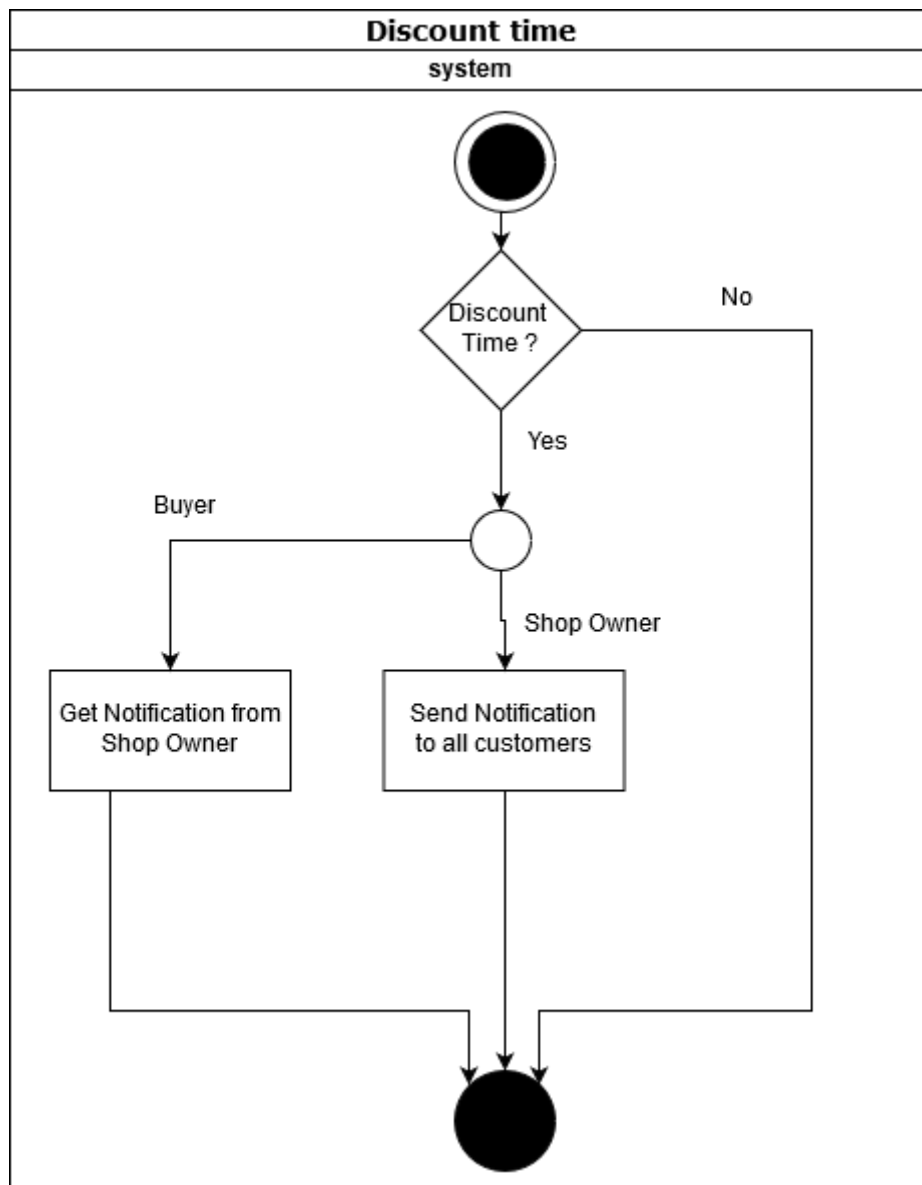 Discount time
system
Discount
Time ?
No
Yes
Buyer
Shop Owner
Get Notification from
Shop Owner
Send Notification
to all customers